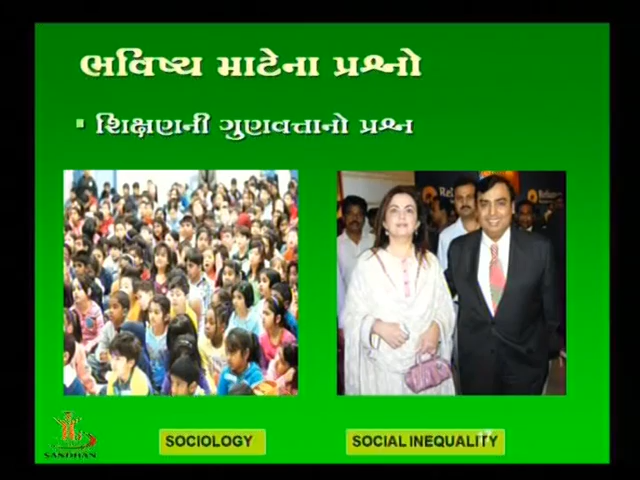 ભવિષ્ય માટેના પ્રશ્નો
શિક્ષણની ગુણવત્તાનો પ્રશ્ન
SANDHAN
SOCIOLOGY
SOCIAL INEQUALITY